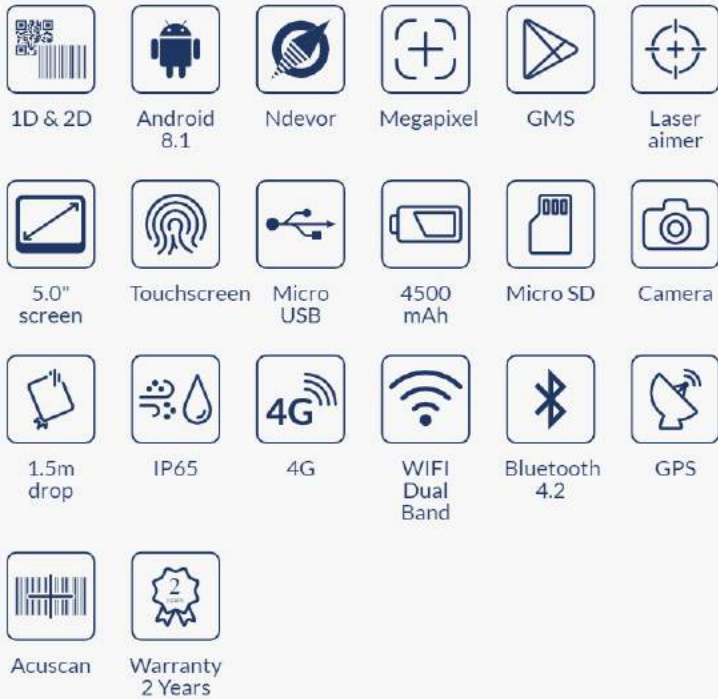 1D & 2D
Android
8.1
Ndevor
Megapixel
GMS
Laser
aimer
5.0"
screen
Touchscreen
Micro
USB
4500
mAh
Micro SD
Camera
1.5m
drop
IP65
4G
4G
WIFI
Dual
Band
Bluetooth
4.2
GPS
Acuscan
2
YEARS
Warranty
2 Years